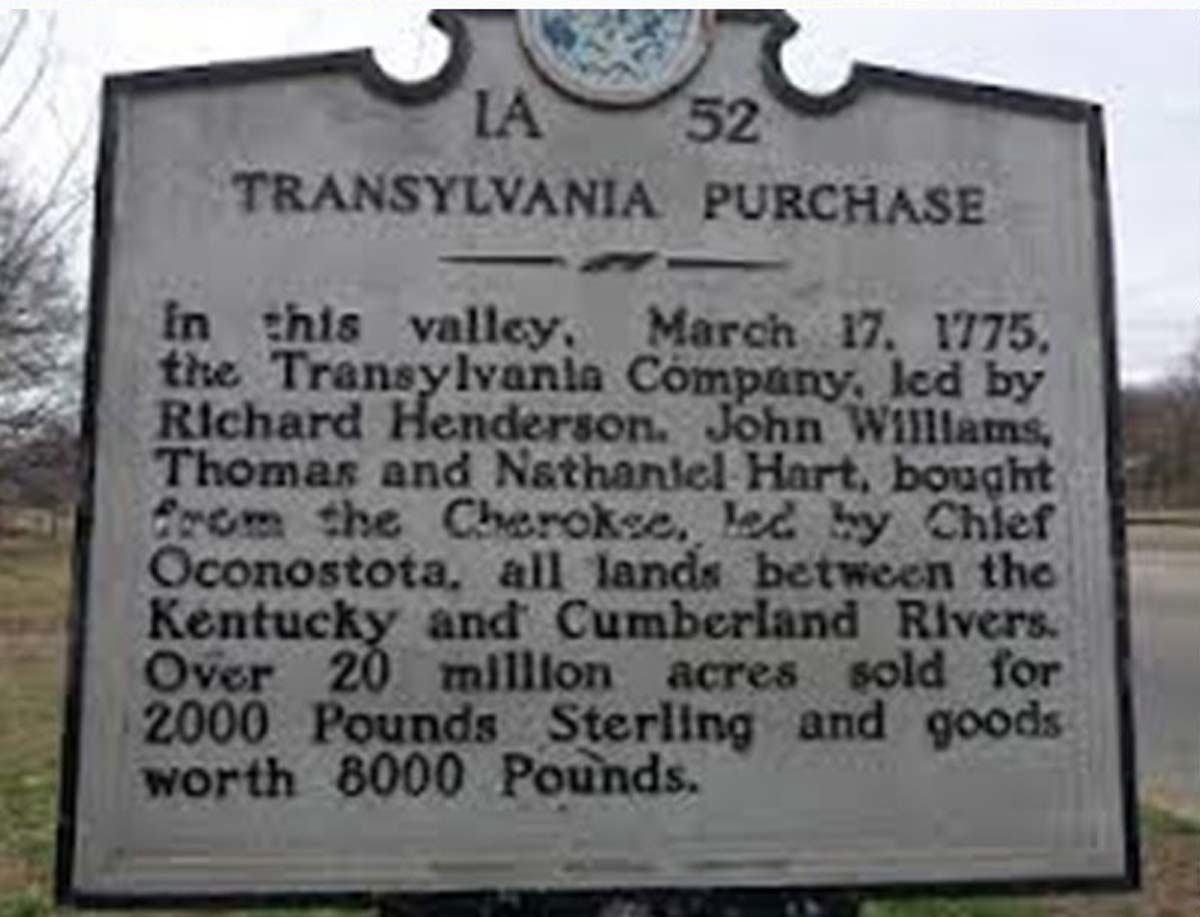 1A 52
TRANSYLVANIA PURCHASE
In this valley, March 17, 1775,
the Transylvania Company, led by
Richard Henderson, John Williams,
Thomas and Nathaniel Hart, bought
from the Cherokee, led by Chief
Oconostota, all lands between the
Kentucky and Cumberland Rivers.
Over 20 million acres sold for
2000 Pounds Sterling and goods
worth 8000 Pounds.